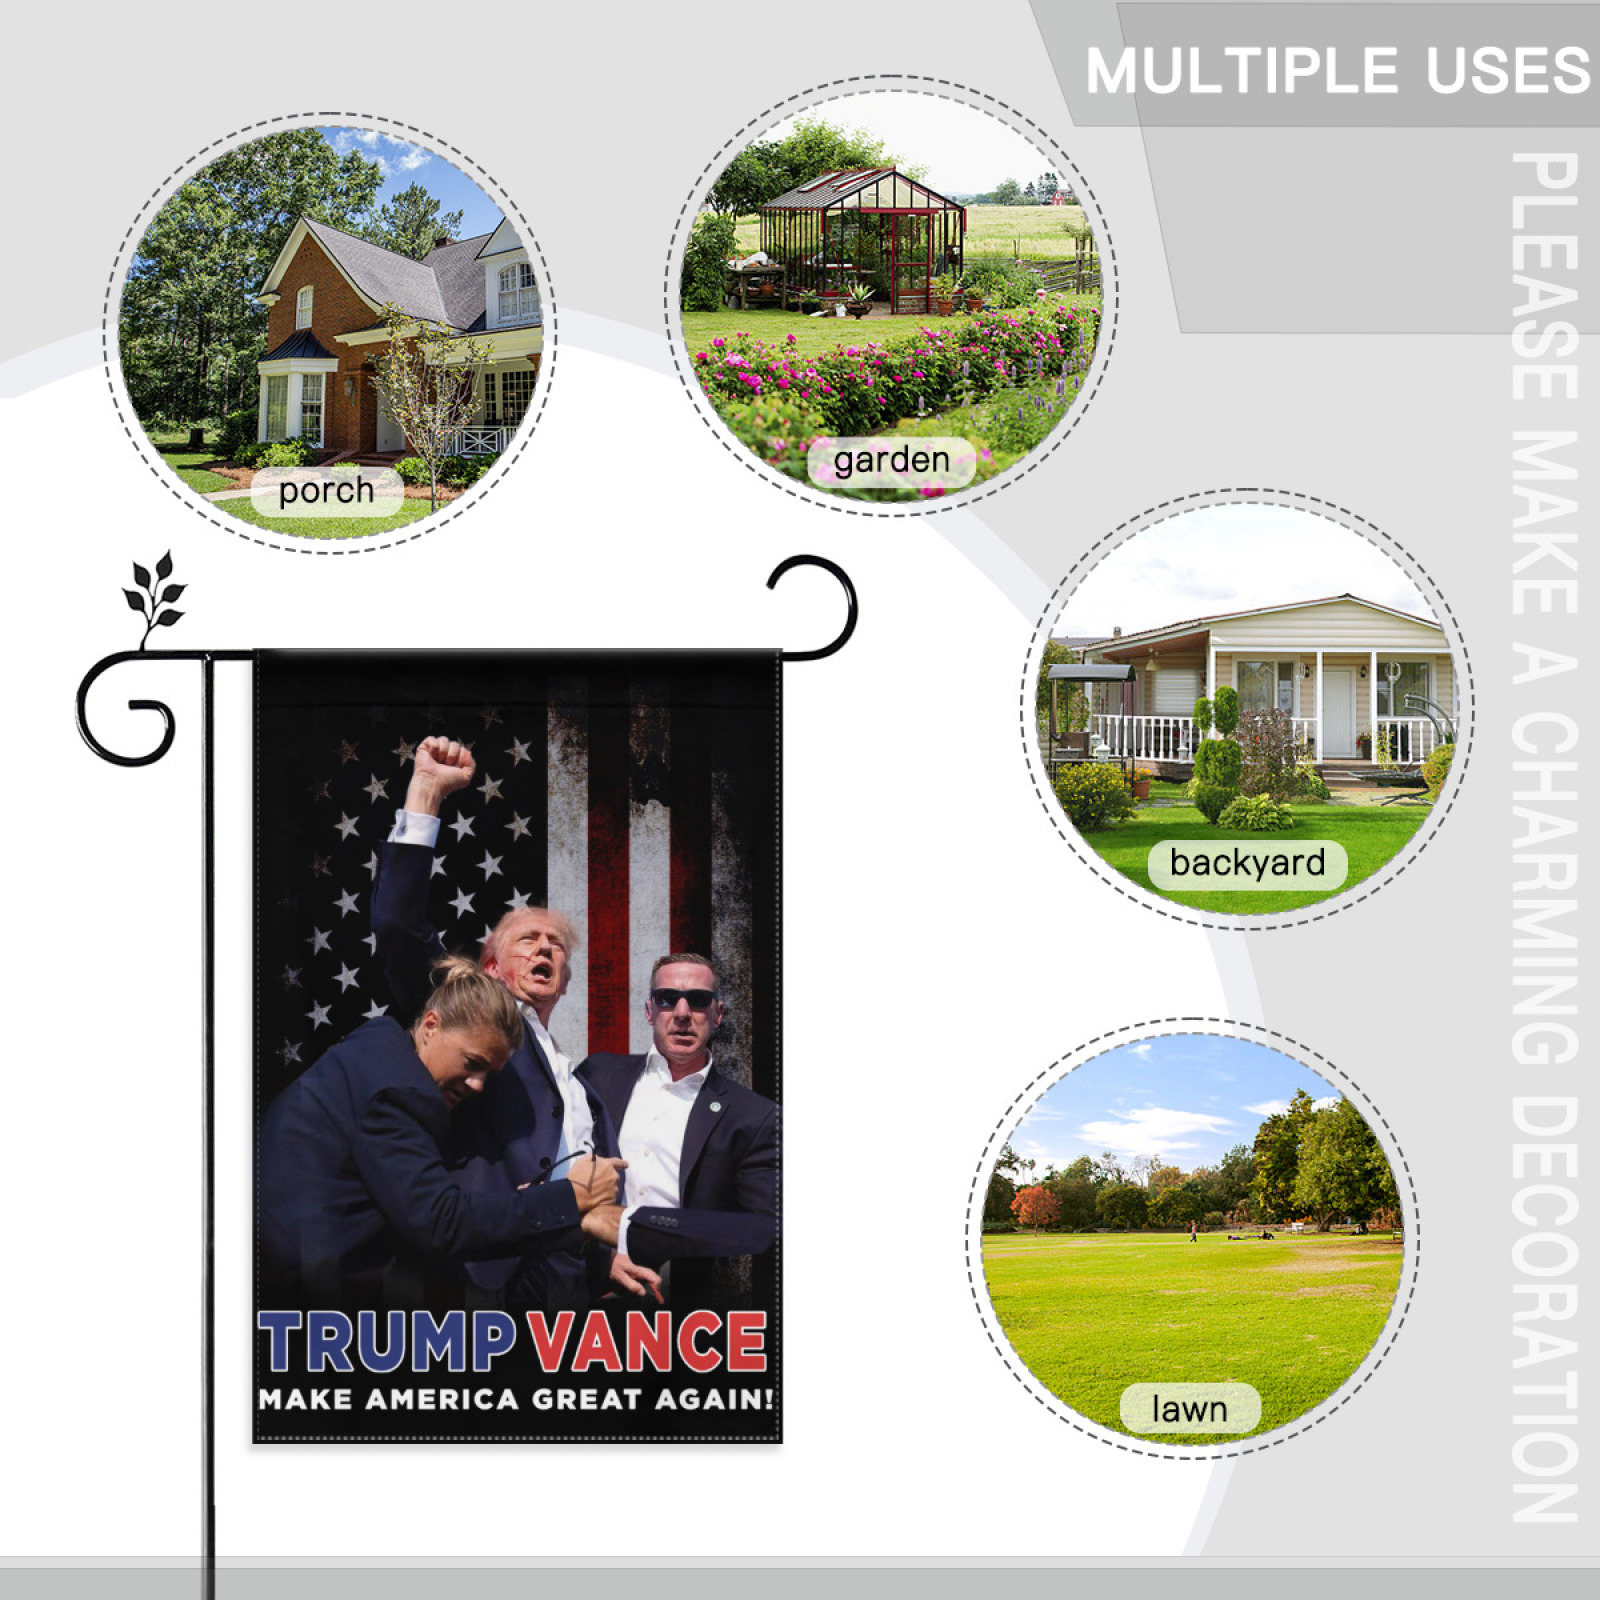 MULTIPLE USES
PLEASE MAKE A CHARMING DECORATION
porch
garden
backyard
lawn
TRUMP VANCE
MAKE AMERICA GREAT AGAIN!